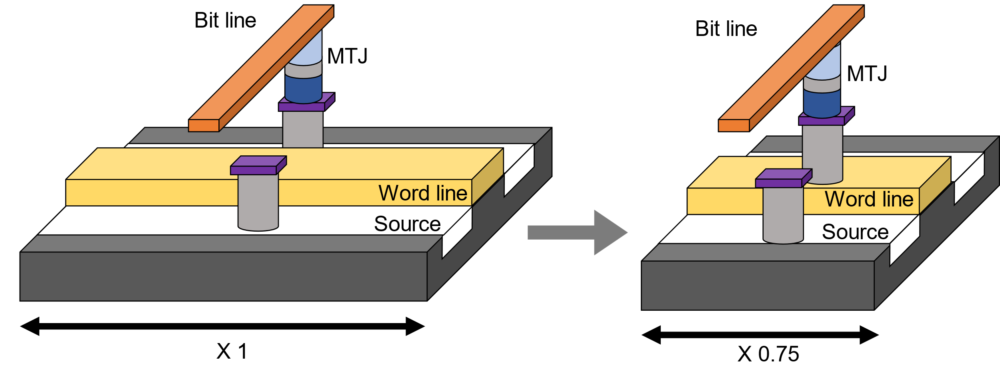 Bit line
MTJ
Word line
Source
X 1
Bit line
MTJ
Word line
Source
X 0.75